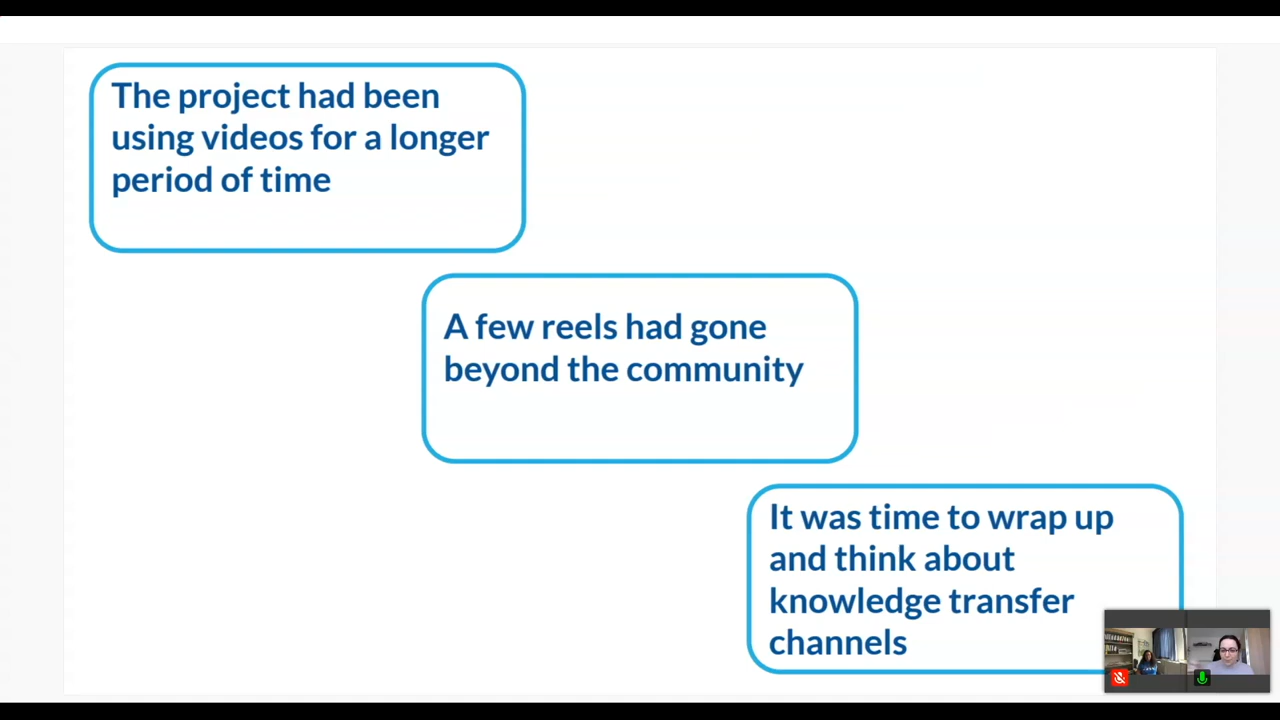 The project had been
using videos for a longer
period of time
A few reels had gone
beyond the community
It was time to wrap up
and think about
knowledge transfer
channels